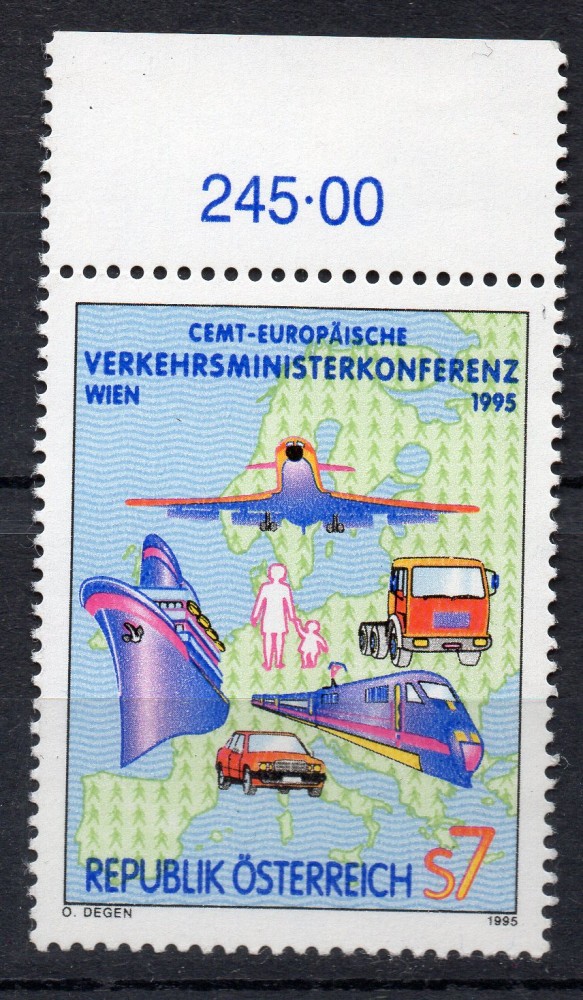 245·00
CEMT-EUROPÄISCHE
VERKEHRSMINISTERKONFERENZ
WIEN 1995
REPUBLIK ÖSTERREICH S7
O. DEGEN 1995